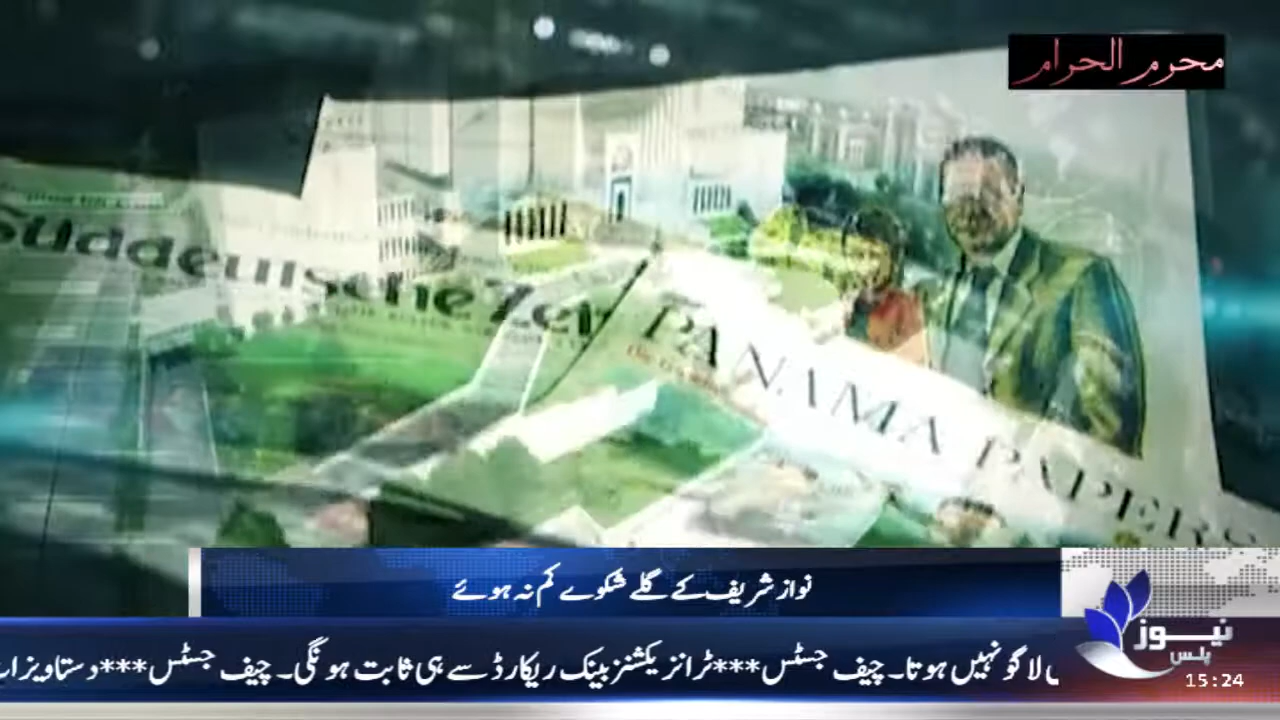 محرم الحرام
Süddeutsche Zei
PANAMA PAPERS
نواز شریف کے گلے شکوے کم نہ ہوئے
لاگو نہیں ہوتا۔ چیف جسٹس***ٹرانزیکشنز بینک ریکارڈ سے ہی ثابت ہونگی۔ چیف جسٹس***دستاویزات
نیوز
پلس
15:24